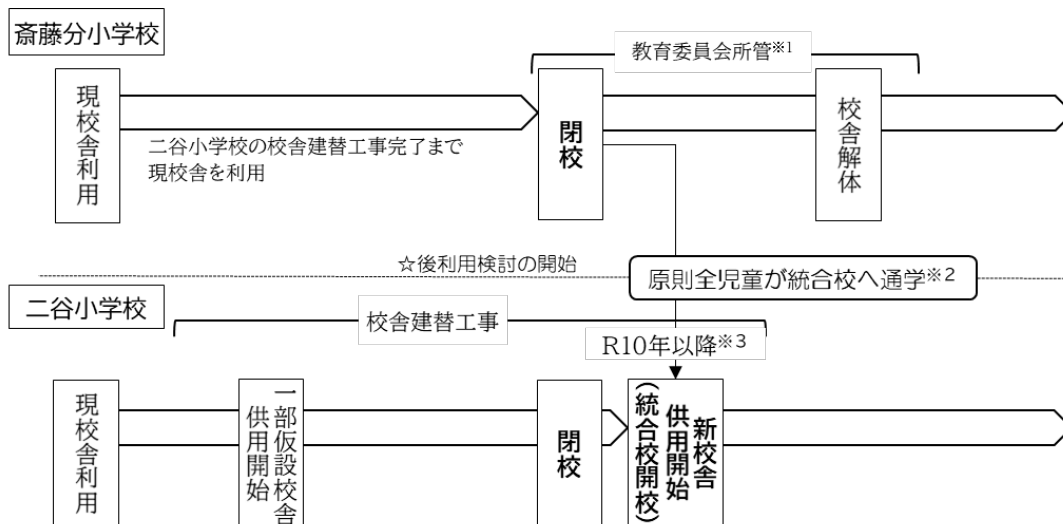 斎藤分小学校
教育委員会所管※1
現校舎利用
二谷小学校の校舎建替工事完了まで
現校舎を利用
閉校
校舎解体
☆後利用検討の開始
原則全児童が統合校へ通学※2
二谷小学校
校舎建替工事
R10年以降※3
現校舎利用
一部仮設校舎
供用開始
閉校
新校舎
供用開始
(統合校開校)